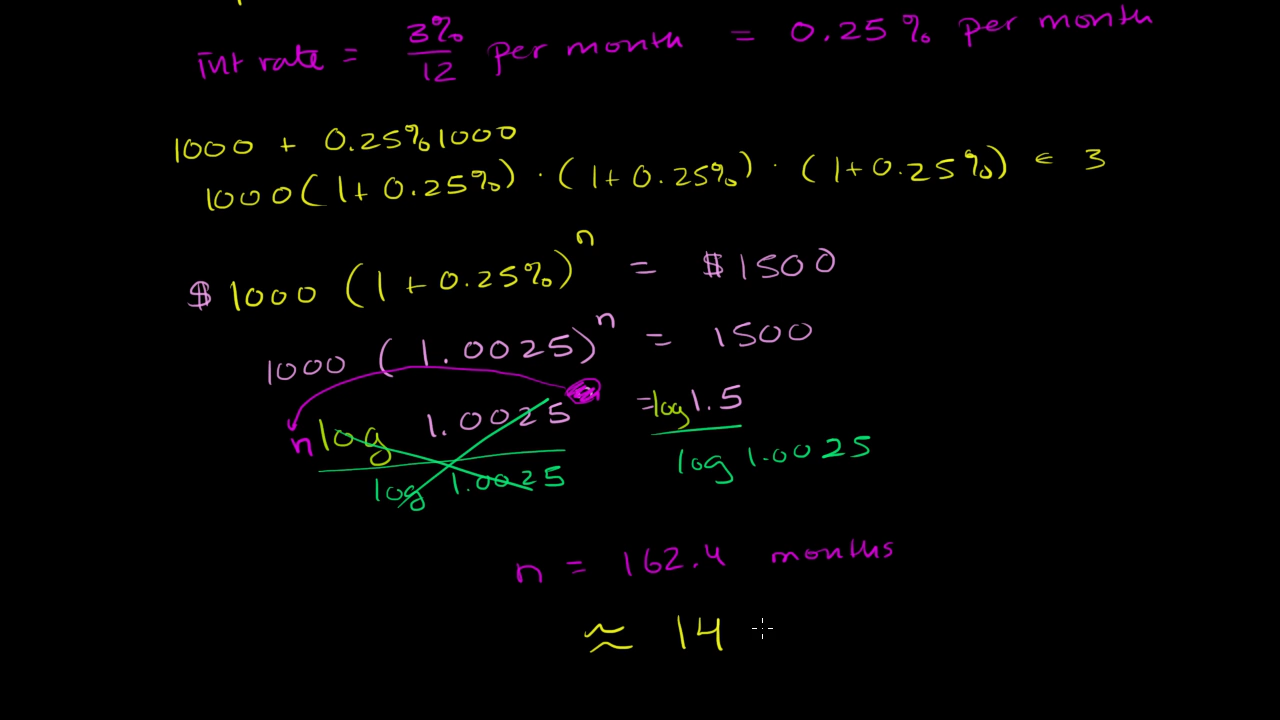 int rate = 3%/12 per month = 0.25% per month
1000 + 0.25%1000
1000(1+0.25%) · (1+0.25%) · (1+0.25%) ← 3
$1000 (1+0.25%)^n = $1500
1000 (1.0025)^n = 1500
n log 1.0025 / log 1.0025 = log 1.5 / log 1.0025
n = 162.4 months
≈ 14